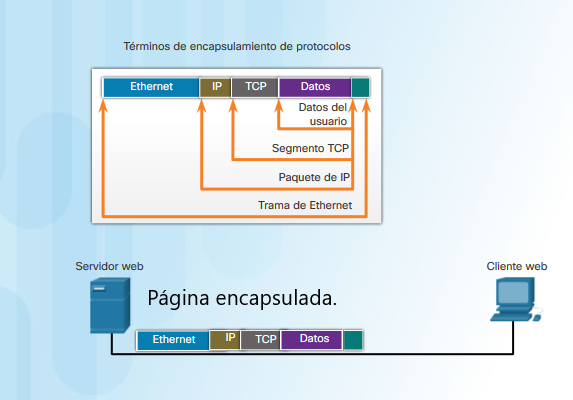 Términos de encapsulamiento de protocolos
Ethernet IP TCP Datos
Datos del
usuario
Segmento TCP
Paquete de IP
Trama de Ethernet
Servidor web
Cliente web
Página encapsulada.
Ethernet IP TCP Datos